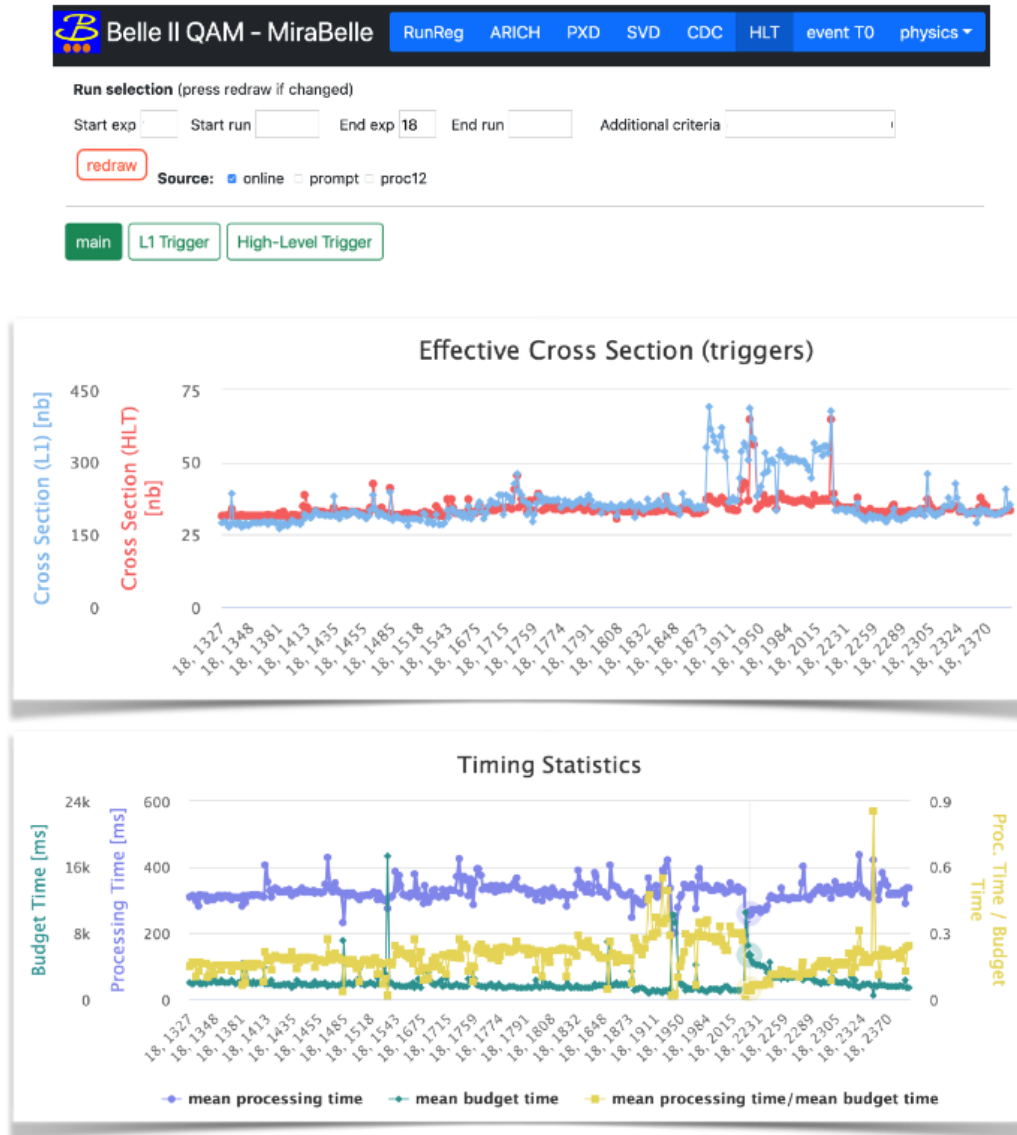 Belle II QAM – MiraBelle RunReg ARICH PXD SVD CDC HLT event T0 physics
Run selection (press redraw if changed)
Start exp Start run End exp 18 End run Additional criteria
redraw Source: online prompt proc12
main L1 Trigger High-Level Trigger
Effective Cross Section (triggers)
Cross Section (L1) [nb]
Cross Section (HLT)
[nb]
450 75
300 50
150 25
0 0
18, 1327 18, 1348 18, 1381 18, 1413 18, 1435 18, 1455 18, 1485 18, 1518 18, 1543 18, 1675 18, 1715 18, 1759 18, 1774 18, 1791 18, 1808 18, 1832 18, 1848 18, 1873 18, 1911 18, 1950 18, 1984 18, 2015 18, 2231 18, 2259 18, 2289 18, 2305 18, 2324 18, 2370
Timing Statistics
Budget Time [ms]
Processing Time [ms]
Proc. Time / Budget
Time
24k 600 0.9
16k 400 0.6
8k 200 0.3
0 0 0
18, 1327 18, 1348 18, 1381 18, 1413 18, 1435 18, 1455 18, 1485 18, 1518 18, 1543 18, 1675 18, 1715 18, 1759 18, 1774 18, 1791 18, 1808 18, 1832 18, 1848 18, 1873 18, 1911 18, 1950 18, 1984 18, 2015 18, 2231 18, 2259 18, 2289 18, 2305 18, 2324 18, 2370
mean processing time mean budget time mean processing time/mean budget time